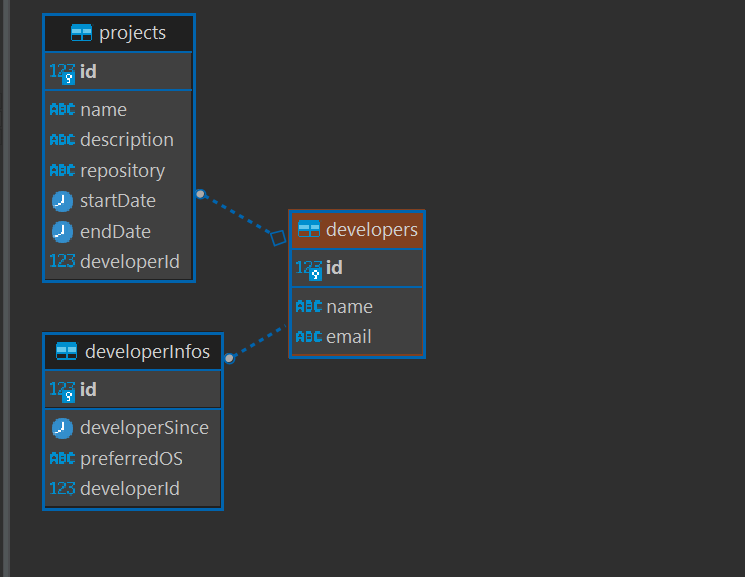 projects
123 id
ABC name
ABC description
ABC repository
startDate
endDate
123 developerId
developers
123 id
ABC name
ABC email
developerInfos
123 id
developerSince
ABC preferredOS
123 developerId